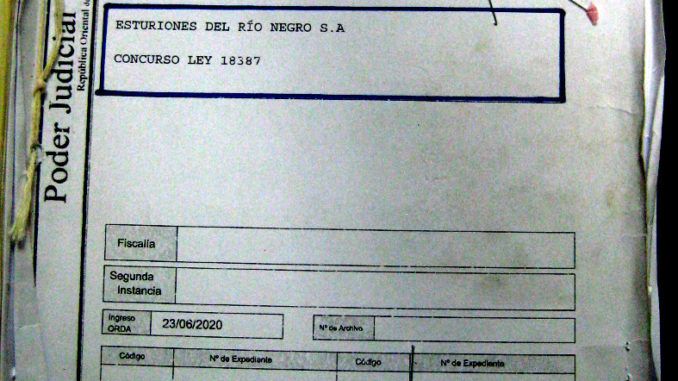 Poder Judicial
República Oriental de
ESTURIONES DEL RÍO NEGRO S.A
CONCURSO LEY 18387
Fiscalía
Segunda
Instancia
Ingreso
ORDA
23/06/2020
Nº de Archivo
Código
Nº de Expediente
Código
Nº de Expediente